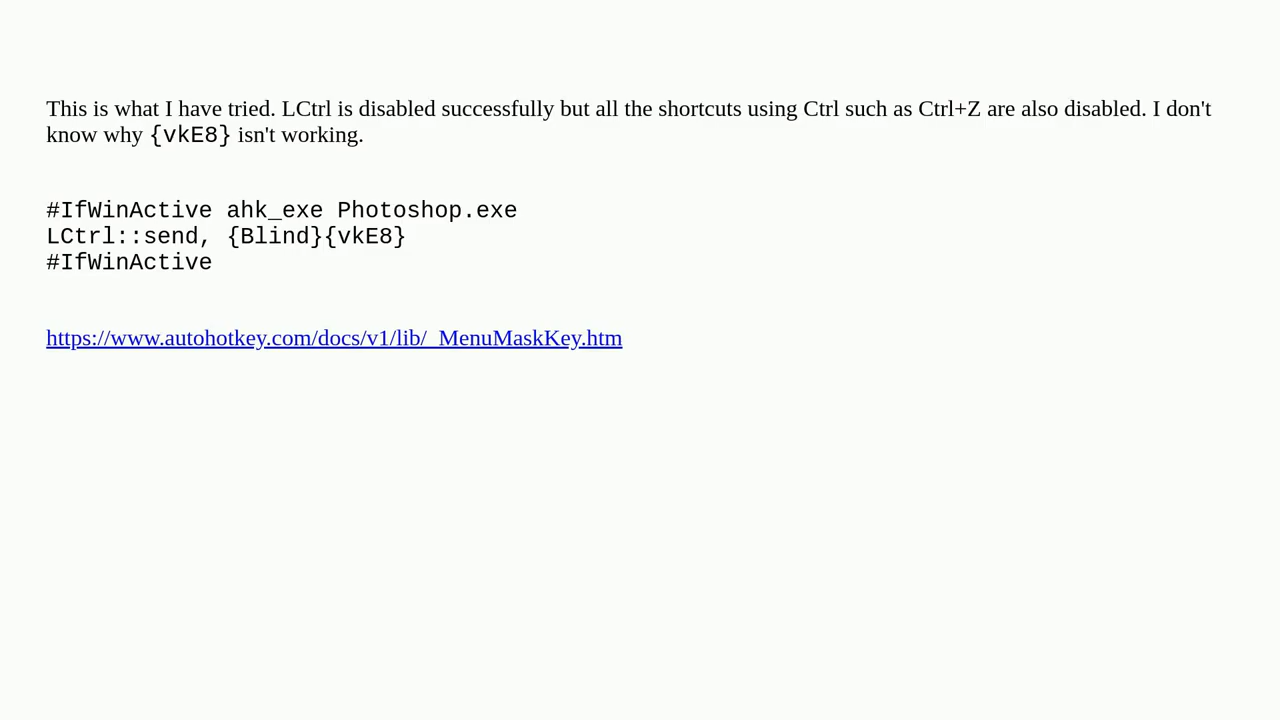 This is what I have tried. LCtrl is disabled successfully but all the shortcuts using Ctrl such as Ctrl+Z are also disabled. I don't
know why {vkE8} isn't working.
#IfWinActive ahk_exe Photoshop.exe
LCtrl::send, {Blind}{vkE8}
#IfWinActive
https://www.autohotkey.com/docs/v1/lib/_MenuMaskKey.htm